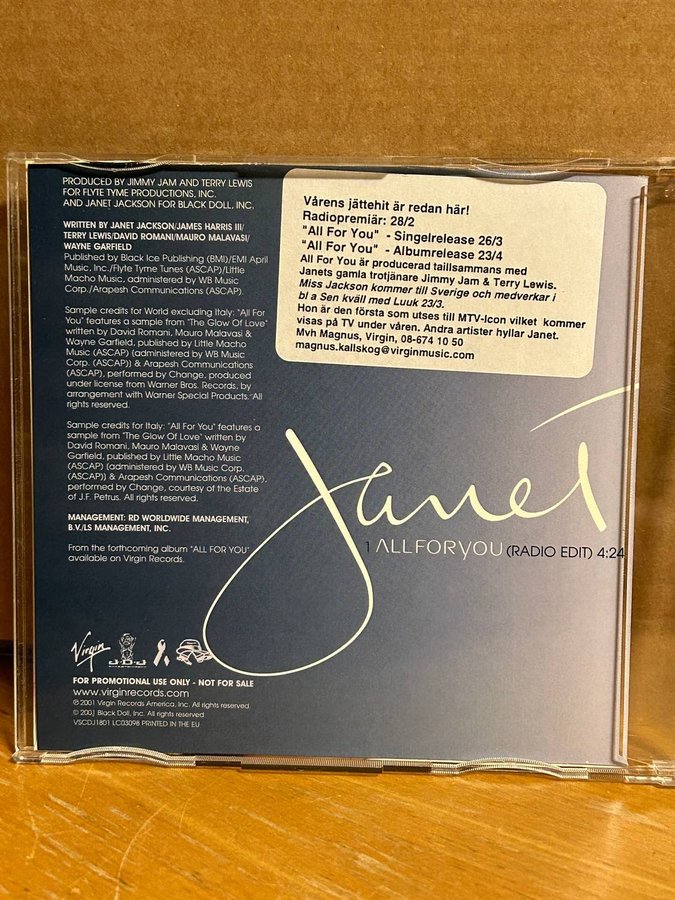 PRODUCED BY JIMMY JAM AND TERRY LEWIS
FOR FLYTE TYME PRODUCTIONS, INC.
AND JANET JACKSON FOR BLACK DOLL, INC.
WRITTEN BY JANET JACKSON/JAMES HARRIS III/
TERRY LEWIS/DAVID ROMANI/MAURO MALAVASI/
WAYNE GARFIELD
Published by Black Ice Publishing (BMI)/EMI April
Music, Inc./Flyte Tyme Tunes (ASCAP)/Little
Macho Music, administered by WB Music
Corp./Arapesh Communications (ASCAP).
Sample credits for World excluding Italy: "All For
You" features a sample from "The Glow Of Love"
written by David Romani, Mauro Malavasi &
Wayne Garfield, published by Little Macho
Music (ASCAP) (administered by WB Music
Corp. (ASCAP)) & Arapesh Communications
(ASCAP), performed by Change, produced
under license from Warner Bros. Records, by
arrangement with Warner Special Products. All
rights reserved.
Sample credits for Italy: "All For You" features a
sample from "The Glow Of Love" written by
David Romani, Mauro Malavasi & Wayne
Garfield, published by Little Macho Music
(ASCAP) (administered by WB Music Corp.
(ASCAP)) & Arapesh Communications (ASCAP),
performed by Change, courtesy of the Estate
of J.F. Petrus. All rights reserved.
MANAGEMENT: RD WORLDWIDE MANAGEMENT,
B.V./LS MANAGEMENT, INC.
From the forthcoming album "ALL FOR YOU"
available on Virgin Records.
Vårens jättehit är redan här!
Radiopremiär: 28/2
"All For You" - Singelrelease 26/3
"All For You" - Albumrelease 23/4
All For You är producerad taillsammans med
Janets gamla trotjänare Jimmy Jam & Terry Lewis.
Miss Jackson kommer till Sverige och medverkar i
bl a Sen kväll med Luuk 23/3.
Hon är den första som utses till MTV-Icon vilket kommer
visas på TV under våren. Andra artister hyllar Janet.
Mvh Magnus, Virgin, 08-674 10 50
magnus.kallskog@virginmusic.com
Janet
1 ALLFORYOU (RADIO EDIT) 4:24
Virgin
JDJ
FOR PROMOTIONAL USE ONLY - NOT FOR SALE
www.virginrecords.com
℗ 2001 Virgin Records America, Inc. All rights reserved.
© 2001 Black Doll, Inc. All rights reserved
VSCDJ1801 LC03098 PRINTED IN THE EU